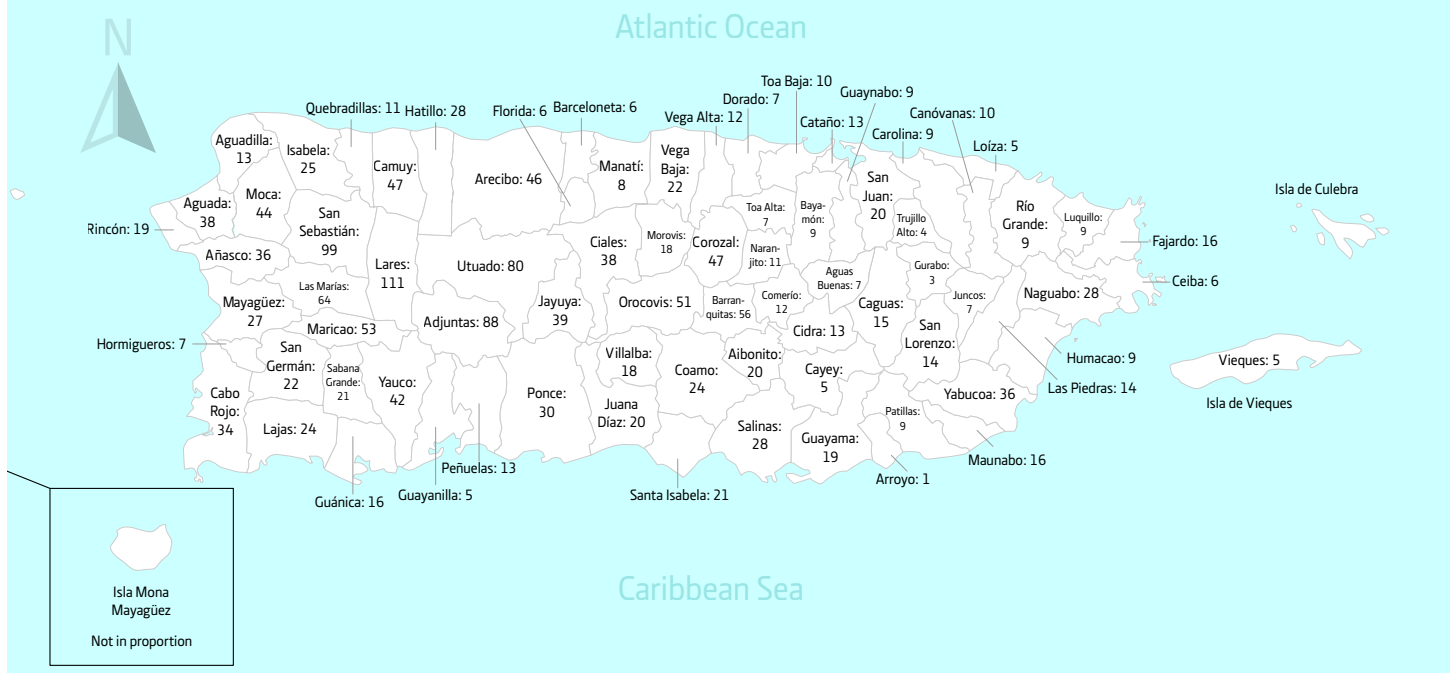 Atlantic Ocean
N
Toa Baja: 10
Guaynabo: 9
Dorado: 7
Quebradillas: 11
Hatillo: 28
Florida: 6
Barceloneta: 6
Vega Alta: 12
Cataño: 13
Canóvanas: 10
Carolina: 9
Loíza: 5
Aguadilla:
13
Isabela:
25
Camuy:
47
Arecibo: 46
Manatí:
8
Vega
Baja:
22
San
Juan:
20
Isla de Culebra
Moca:
44
Aguada:
38
Rincón: 19
San
Sebastián:
99
Toa Alta:
7
Baya-
món:
9
Trujillo
Alto: 4
Río
Grande:
9
Luquillo:
9
Fajardo: 16
Añasco: 36
Lares:
111
Utuado: 80
Ciales:
38
Morovis:
18
Corozal:
47
Naran-
jito: 11
Aguas
Buenas: 7
Gurabo:
3
Ceiba: 6
Las Marías:
64
Mayagüez:
27
Maricao: 53
Adjuntas: 88
Jayuya:
39
Orocovis: 51
Barran-
quitas: 56
Comerío:
12
Cidra: 13
Caguas:
15
Juncos:
7
Naguabo: 28
San
Lorenzo:
14
Hormigueros: 7
San
Germán:
22
Sabana
Grande:
21
Yauco:
42
Ponce:
30
Villalba:
18
Coamo:
24
Aibonito:
20
Cayey:
5
Humacao: 9
Las Piedras: 14
Vieques: 5
Isla de Vieques
Cabo
Rojo:
34
Lajas: 24
Juana
Díaz: 20
Salinas:
28
Guayama:
19
Patillas:
9
Yabucoa: 36
Maunabo: 16
Arroyo: 1
Peñuelas: 13
Guánica: 16
Guayanilla: 5
Santa Isabela: 21
Isla Mona
Mayagüez
Not in proportion
Caribbean Sea